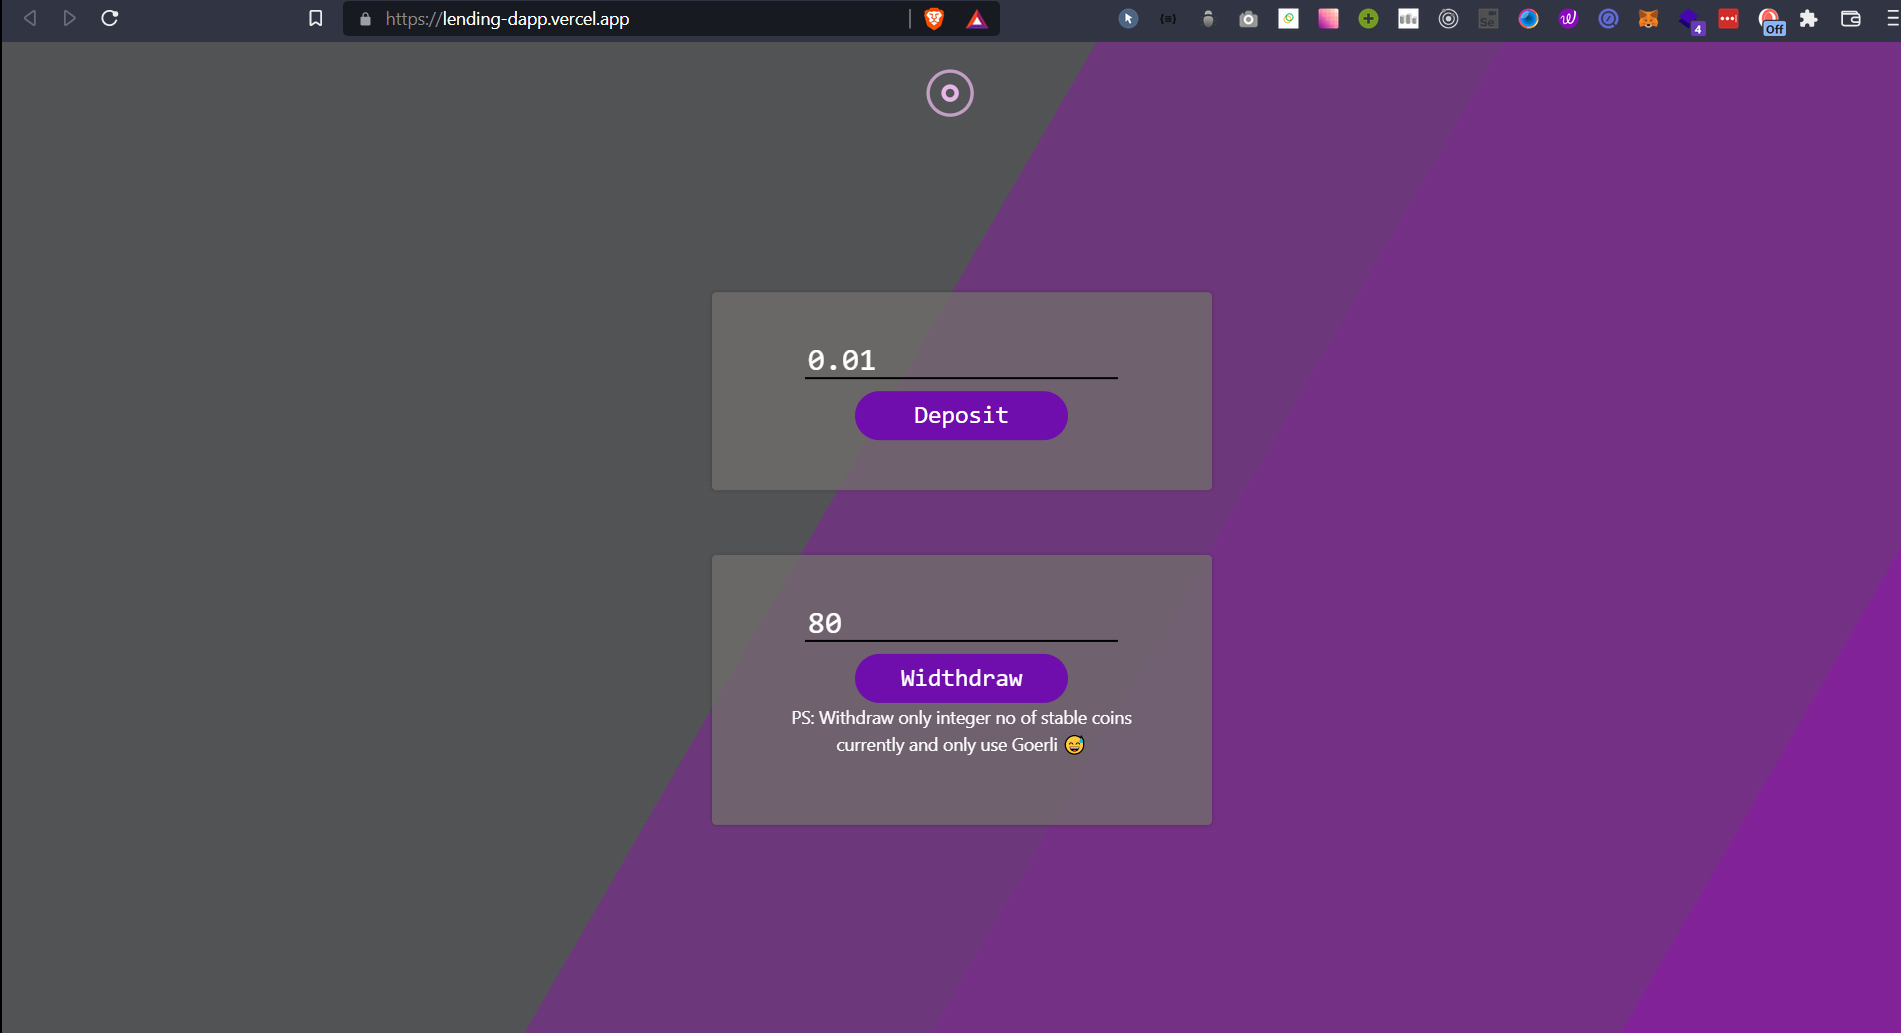 https://lending-dapp.vercel.app
Se
4
Off
0.01
Deposit
80
Widthdraw
PS: Withdraw only integer no of stable coins
currently and only use Goerli 😅